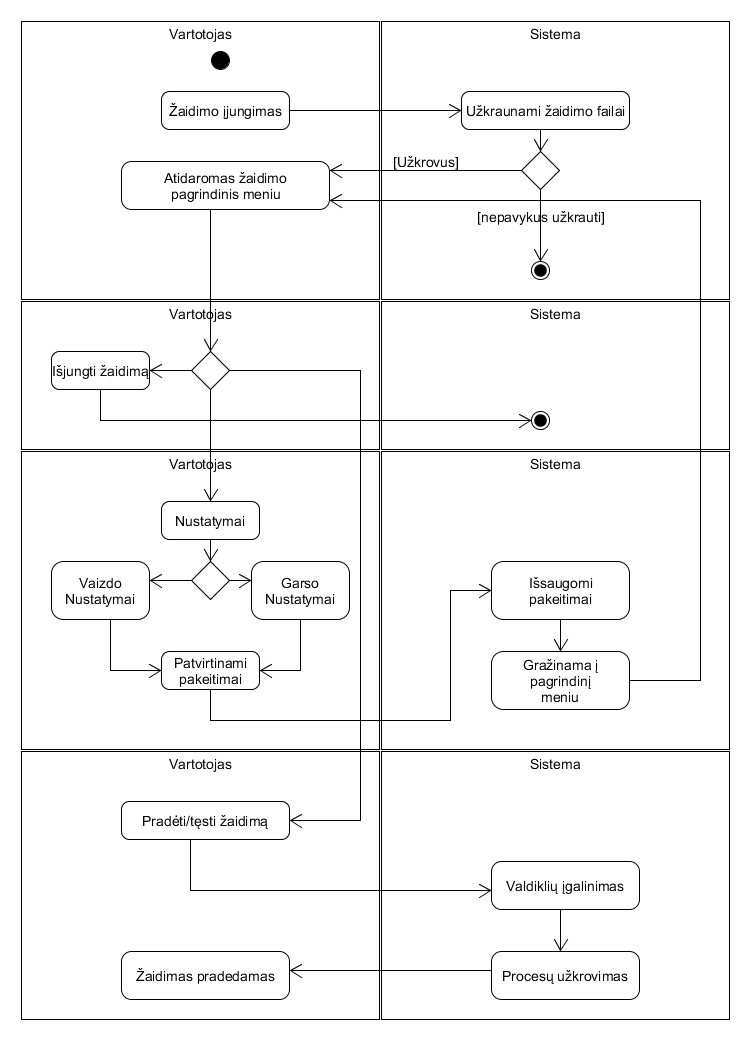 Vartotojas
Sistema
Žaidimo įjungimas
Užkraunami žaidimo failai
[Užkrovus]
Atidaromas žaidimo
pagrindinis meniu
[nepavykus užkrauti]
Vartotojas
Sistema
Išjungti žaidimą
Vartotojas
Sistema
Nustatymai
Vaizdo
Nustatymai
Garso
Nustatymai
Išsaugomi
pakeitimai
Patvirtinami
pakeitimai
Gražinama į
pagrindinį
meniu
Vartotojas
Sistema
Pradėti/tęsti žaidimą
Valdiklių įgalinimas
Žaidimas pradedamas
Procesų užkrovimas